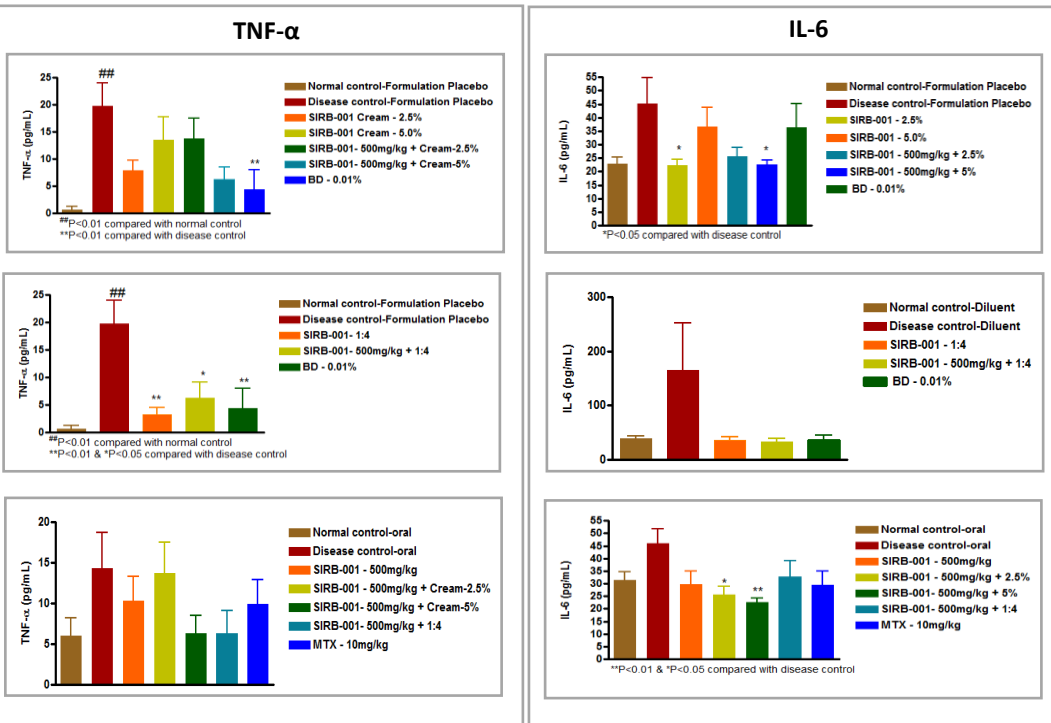 TNF-α
25
20
15
10
5
0
TNF-α (pg/mL)
##
**
Normal control-Formulation Placebo
Disease control-Formulation Placebo
SIRB-001 Cream - 2.5%
SIRB-001 Cream - 5.0%
SIRB-001- 500mg/kg + Cream-2.5%
SIRB-001- 500mg/kg + Cream-5%
BD - 0.01%
##P<0.01 compared with normal control
**P<0.01 compared with disease control
25
20
15
10
5
0
TNF-α (pg/mL)
##
**
*
**
Normal control-Formulation Placebo
Disease control-Formulation Placebo
SIRB-001- 1:4
SIRB-001- 500mg/kg + 1:4
BD - 0.01%
##P<0.01 compared with normal control
**P<0.01 & *P<0.05 compared with disease control
20
15
10
5
0
TNF-α (pg/mL)
Normal control-oral
Disease control-oral
SIRB-001 - 500mg/kg
SIRB-001 - 500mg/kg + Cream-2.5%
SIRB-001- 500mg/kg + Cream-5%
SIRB-001- 500mg/kg + 1:4
MTX - 10mg/kg
IL-6
55
50
45
40
35
30
25
20
15
10
5
0
IL-6 (pg/mL)
*
*
Normal control-Formulation Placebo
Disease control-Formulation Placebo
SIRB-001 - 2.5%
SIRB-001 - 5.0%
SIRB-001 - 500mg/kg + 2.5%
SIRB-001 - 500mg/kg + 5%
BD - 0.01%
*P<0.05 compared with disease control
300
200
100
0
IL-6 (pg/mL)
Normal control-Diluent
Disease control-Diluent
SIRB-001 - 1:4
SIRB-001 - 500mg/kg + 1:4
BD - 0.01%
55
50
45
40
35
30
25
20
15
10
5
0
IL-6 (pg/mL)
*
**
Normal control-oral
Disease control-oral
SIRB-001 - 500mg/kg
SIRB-001 - 500mg/kg + 2.5%
SIRB-001- 500mg/kg + 5%
SIRB-001 - 500mg/kg + 1:4
MTX - 10mg/kg
**P<0.01 & *P<0.05 compared with disease control